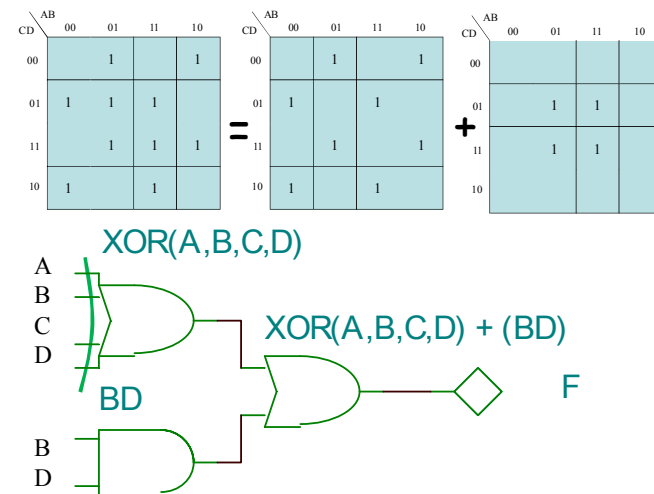 AB AB AB
CD 00 01 11 10 CD 00 01 11 10 CD 00 01 11 10
00 1 1 00 1 1 00
01 1 1 1 01 1 1 01 1 1
= +
11 1 1 1 11 1 1 11 1 1
10 1 1 10 1 1 10
XOR(A,B,C,D)
A
B
C
D
XOR(A,B,C,D) + (BD)
F
BD
B
D